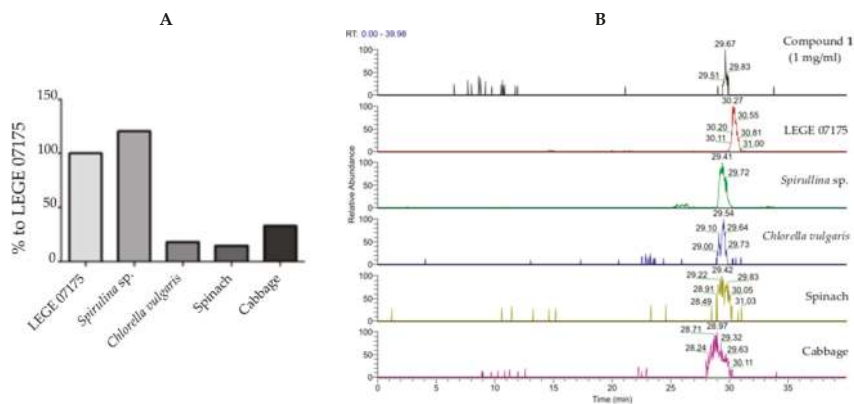 A
150
100
50
0
% to LEGE 07175
LEGE 07175
Spirulina sp.
Chlorella vulgaris
Spinach
Cabbage
B
RT: 0.00 - 39.98
Relative Abundance
100
50
0
29.67
29.51
29.83
Compound 1
(1 mg/ml)
100
50
0
30.27
30.20
30.55
30.11
30.81
31.00
LEGE 07175
100
50
0
29.41
29.72
Spirullina sp.
100
50
0
29.54
29.10
29.64
29.00
29.73
Chlorella vulgaris
100
50
0
29.42
29.22
29.83
28.91
30.05
28.49
31.03
Spinach
100
50
0
28.97
28.71
29.32
28.24
29.63
30.11
Cabbage
0 5 10 15 20 25 30 35
Time (min)